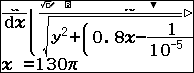 d/dx(√(y²+(0.8x-1/10⁻⁵
x =130π